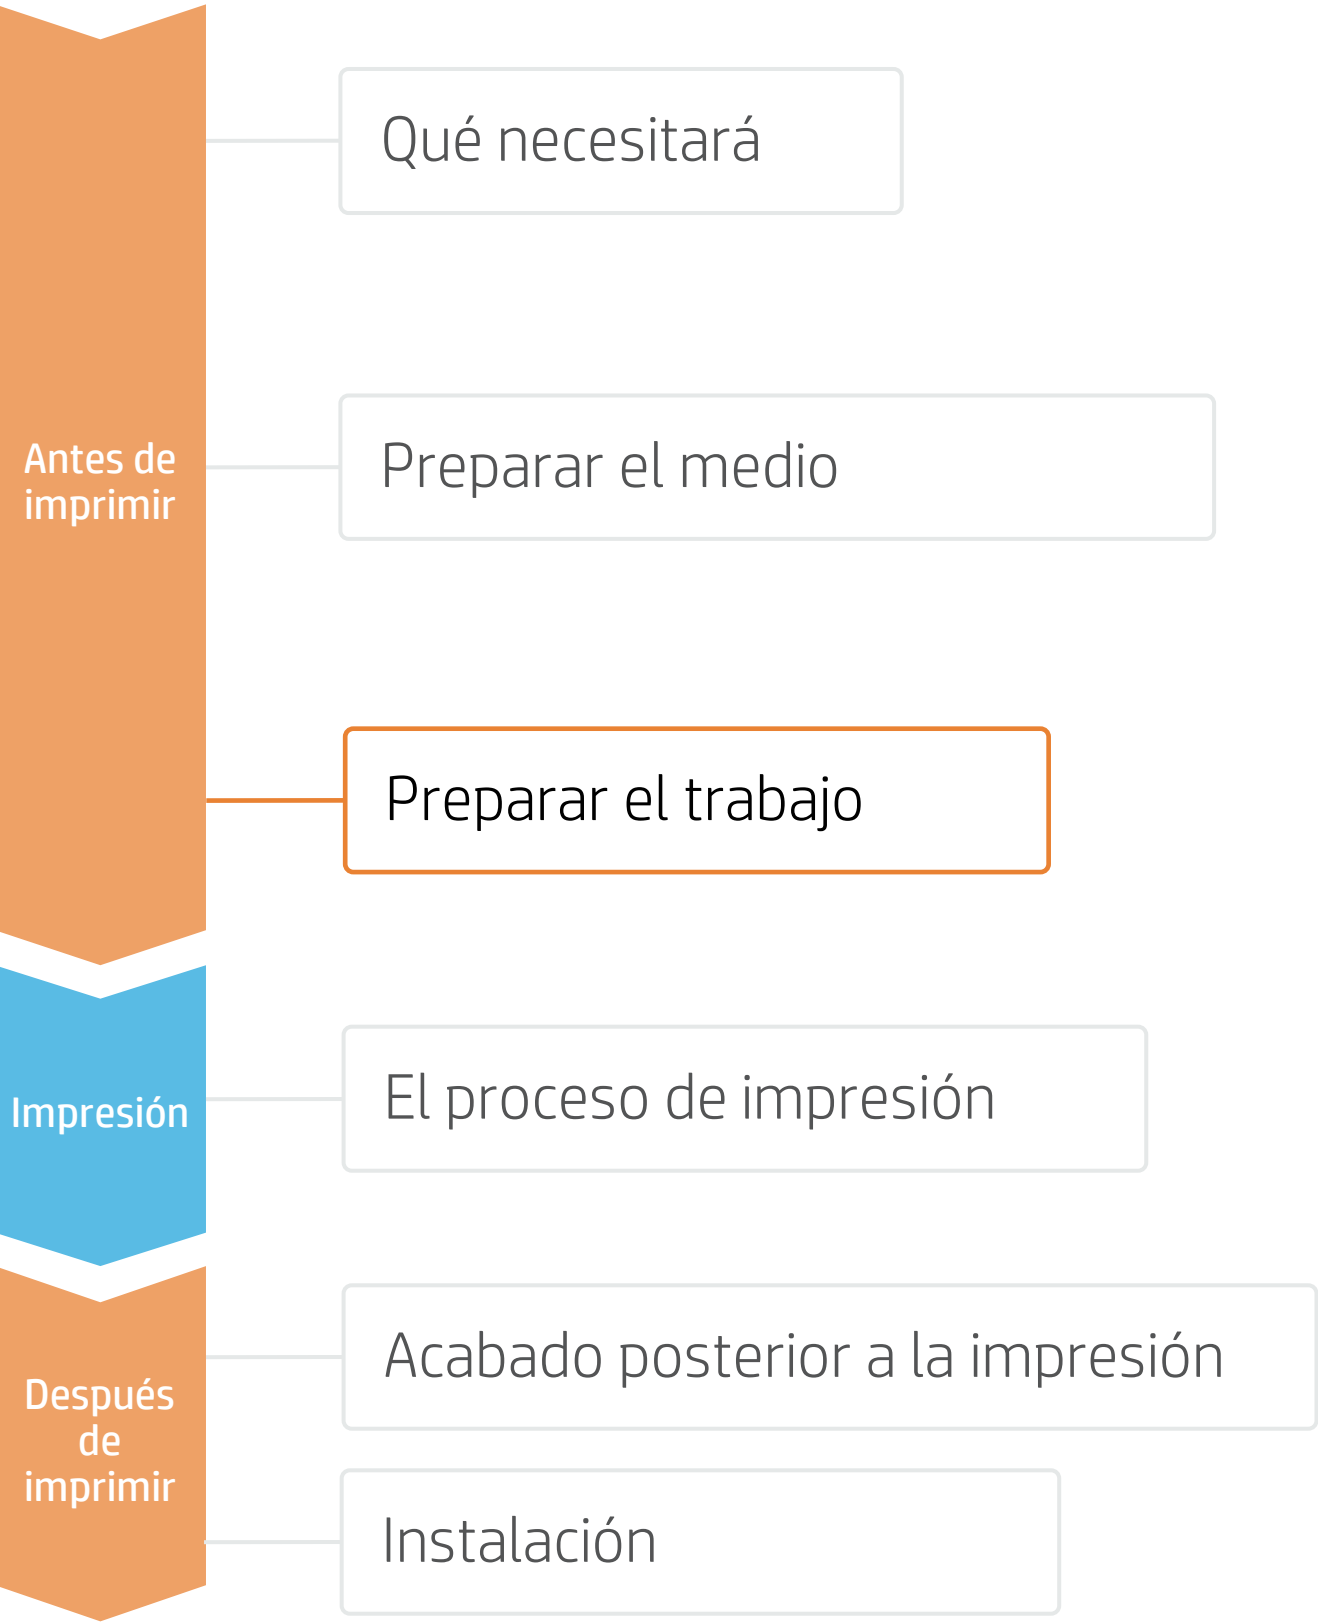 Qué necesitará
Antes de
imprimir
Preparar el medio
Preparar el trabajo
Impresión
El proceso de impresión
Después
de
imprimir
Acabado posterior a la impresión
Instalación